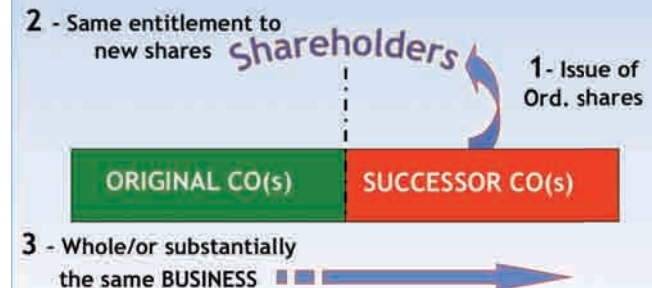 2 - Same entitlement to
new shares
Shareholders
1- Issue of
Ord. shares
ORIGINAL CO(s)
SUCCESSOR CO(s)
3 - Whole/or substantially
the same BUSINESS